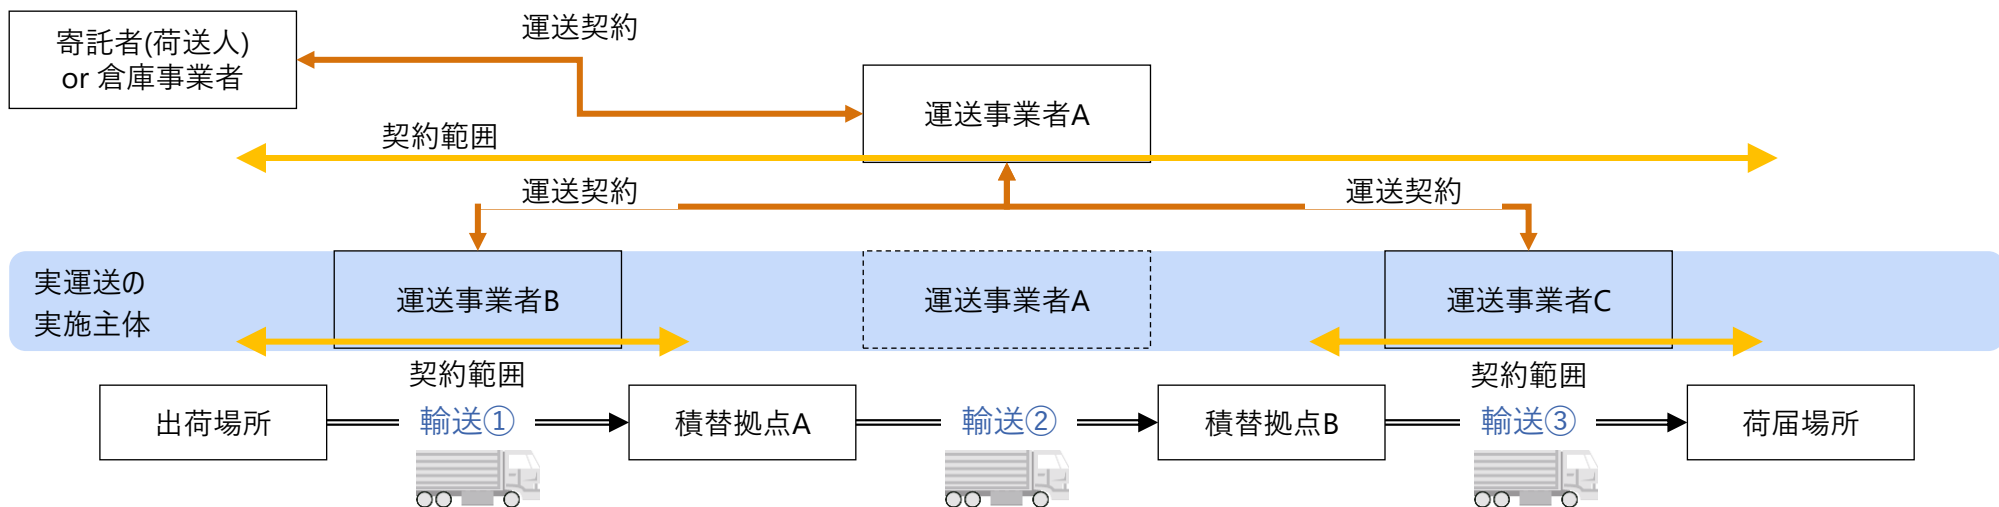 運送契約
寄託者(荷送人)
or 倉庫事業者
運送事業者A
契約範囲
運送契約
運送契約
実運送の
実施主体
運送事業者B
運送事業者A
運送事業者C
契約範囲
契約範囲
出荷場所
輸送①
積替拠点A
輸送②
積替拠点B
輸送③
荷届場所